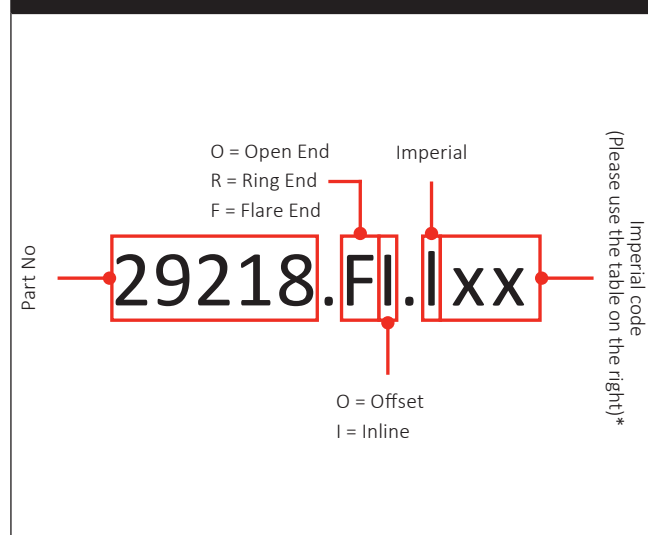 O = Open End
R = Ring End
F = Flare End
Imperial
Part No
29218.FI.Ixx
Imperial code
(Please use the table on the right)*
O = Offset
I = Inline